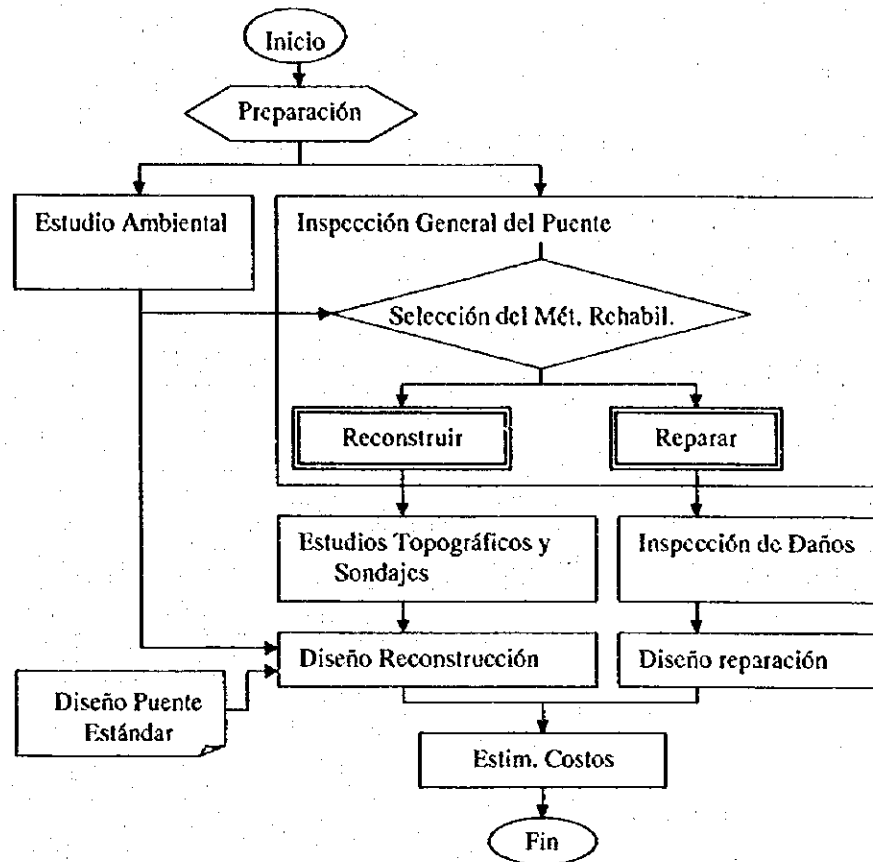 Inicio
Preparación
Estudio Ambiental
Inspección General del Puente
Selección del Mét. Rehabil.
Reconstruir
Reparar
Estudios Topográficos y
Sondajes
Inspección de Daños
Diseño Reconstrucción
Diseño reparación
Diseño Puente
Estándar
Estim. Costos
Fin